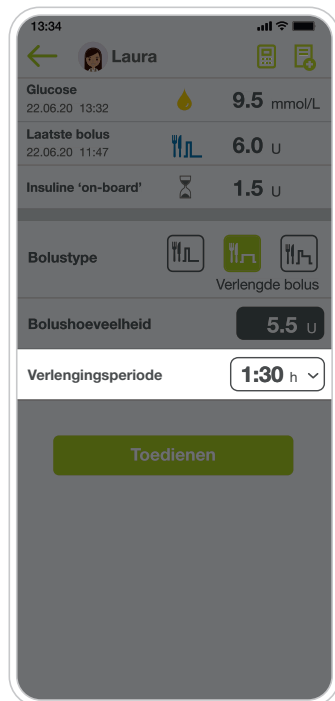 13:34
Laura
Glucose
22.06.20 13:32
9.5 mmol/L
Laatste bolus
22.06.20 11:47
6.0 U
Insuline ‘on-board’
1.5 U
Bolustype
Verlengde bolus
Bolushoeveelheid
5.5 U
Verlengingsperiode
1:30 h
Toedienen